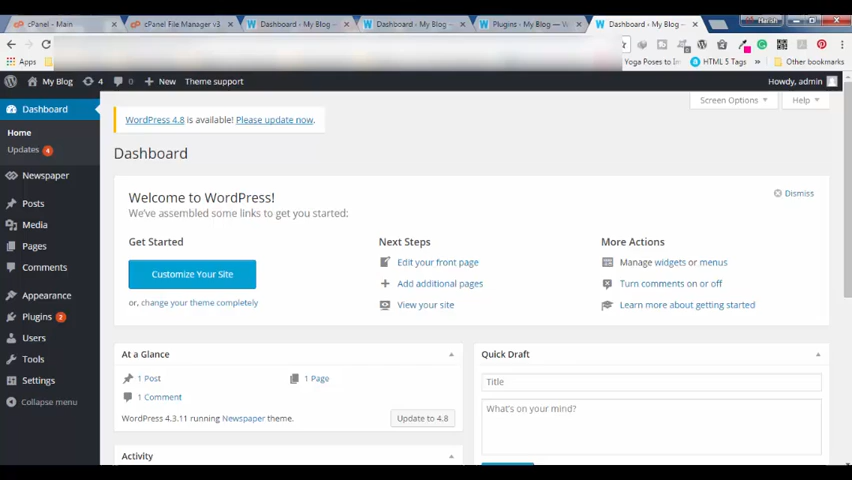 cPanel - Main
cPanel File Manager v3
Dashboard ‹ My Blog —
Dashboard ‹ My Blog —
Plugins ‹ My Blog — W
Dashboard ‹ My Blog —
Harish
Apps
Yoga Poses to Im
HTML 5 Tags
»
Other bookmarks
My Blog
4
0
New
Theme support
Howdy, admin
Dashboard
Home
Updates 4
Newspaper
Posts
Media
Pages
Comments
Appearance
Plugins 2
Users
Tools
Settings
Collapse menu
Screen Options
Help
WordPress 4.8 is available! Please update now.
Dashboard
Welcome to WordPress!
We've assembled some links to get you started:
Dismiss
Get Started
Customize Your Site
or, change your theme completely
Next Steps
Edit your front page
Add additional pages
View your site
More Actions
Manage widgets or menus
Turn comments on or off
Learn more about getting started
At a Glance
1 Post
1 Page
1 Comment
WordPress 4.3.11 running Newspaper theme.
Update to 4.8
Activity
Quick Draft
Title
What's on your mind?